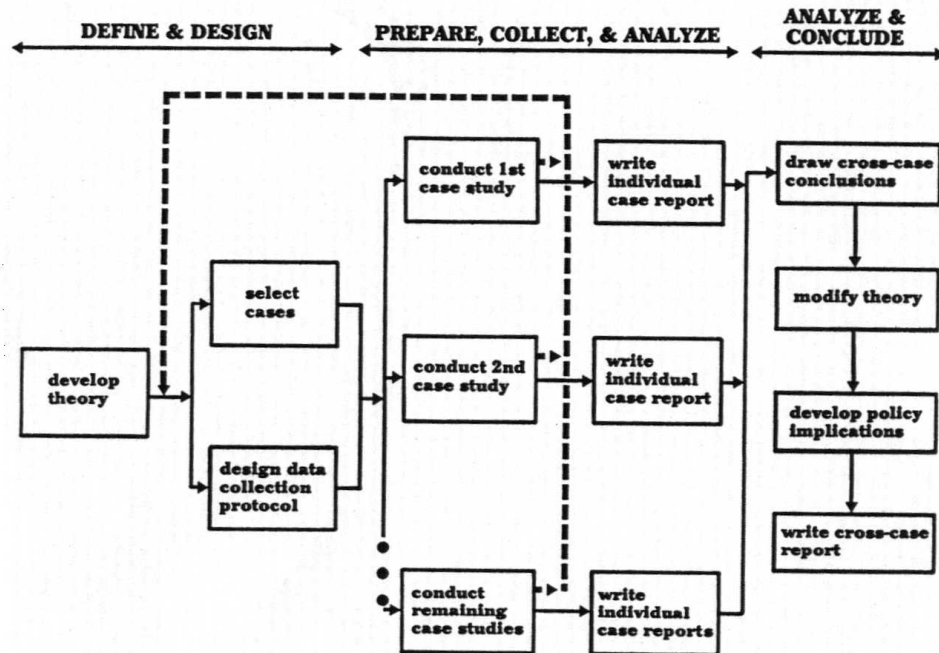 DEFINE & DESIGN
PREPARE, COLLECT, & ANALYZE
ANALYZE &
CONCLUDE
conduct 1st
case study
write
individual
case report
draw cross-case
conclusions
select
cases
modify theory
develop
theory
conduct 2nd
case study
write
individual
case report
develop policy
implications
design data
collection
protocol
write cross-case
report
conduct
remaining
case studies
write
individual
case reports